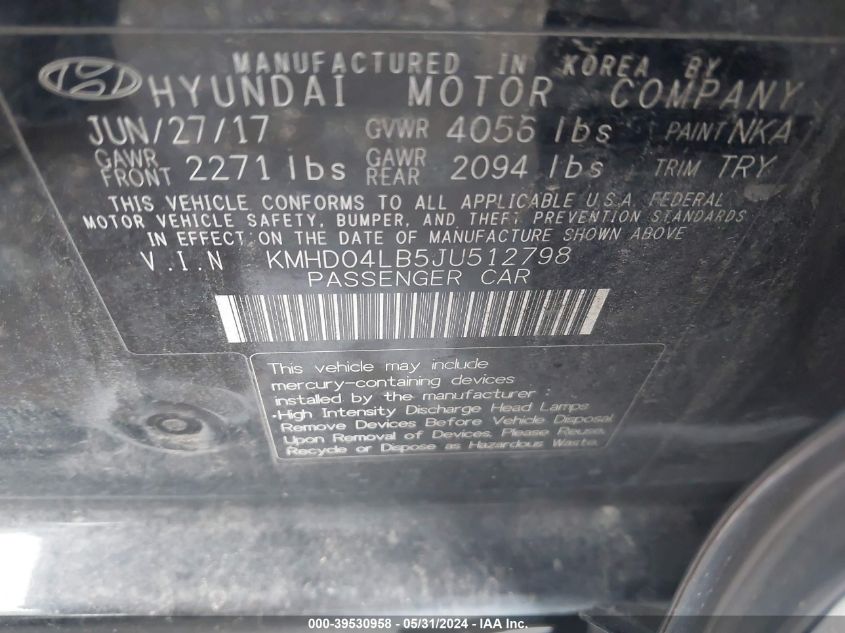 MANUFACTURED IN KOREA BY
HYUNDAI MOTOR COMPANY
JUN/27/17 GVWR 4056 lbs PAINT NKA
GAWR FRONT 2271 lbs GAWR REAR 2094 lbs TRIM TRY
THIS VEHICLE CONFORMS TO ALL APPLICABLE U.S.A. FEDERAL
MOTOR VEHICLE SAFETY, BUMPER, AND THEFT PREVENTION STANDARDS
IN EFFECT ON THE DATE OF MANUFACTURE SHOWN ABOVE
V.I.N KMHD04LB5JU512798
PASSENGER CAR
This vehicle may include
mercury-containing devices
installed by the manufacturer :
•High Intensity Discharge Head Lamps
Remove Devices Before Vehicle Disposal.
Upon Removal of Devices, Please Reuse,
Recycle or Dispose as Hazardous Waste.
000-39530958 - 05/31/2024 - IAA Inc.